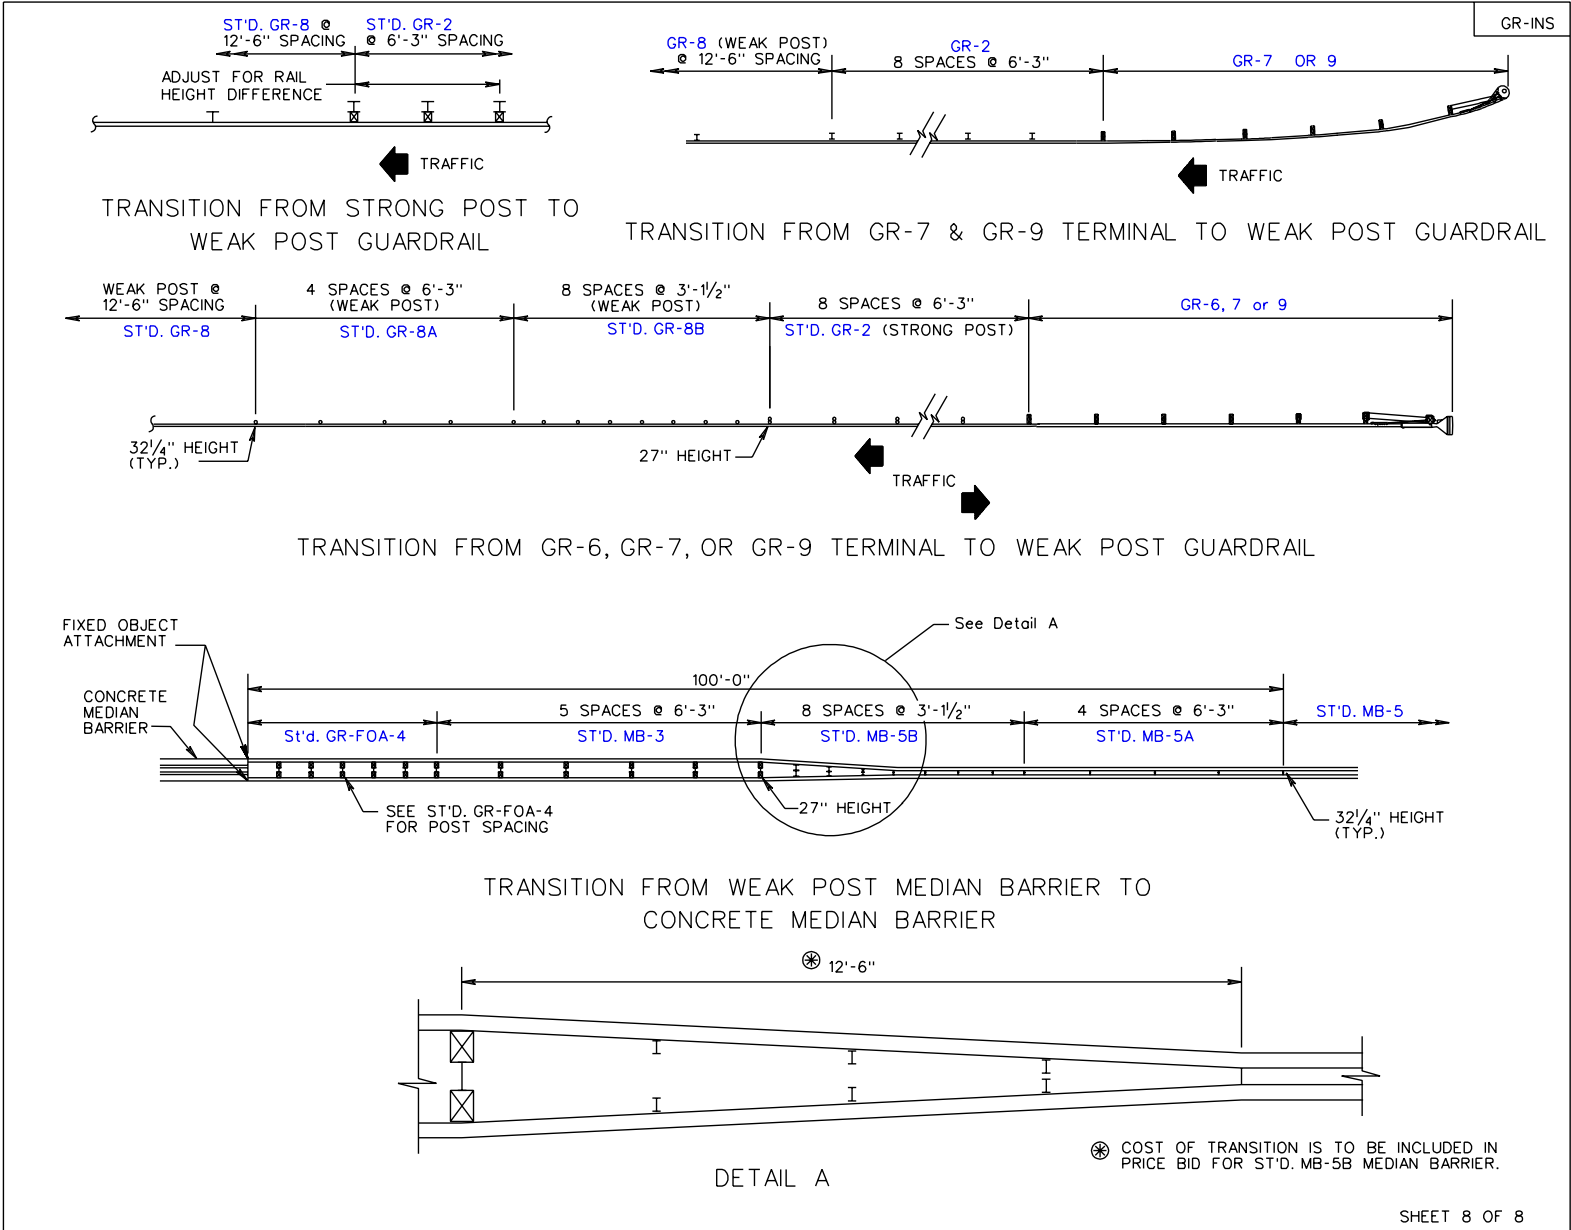 GR-INS
ST'D. GR-8 @
12'-6" SPACING
ST'D. GR-2
@ 6'-3" SPACING
ADJUST FOR RAIL
HEIGHT DIFFERENCE
TRAFFIC
TRANSITION FROM STRONG POST TO
WEAK POST GUARDRAIL
GR-8 (WEAK POST)
@ 12'-6" SPACING
GR-2
8 SPACES @ 6'-3"
GR-7 OR 9
TRAFFIC
TRANSITION FROM GR-7 & GR-9 TERMINAL TO WEAK POST GUARDRAIL
WEAK POST @
12'-6" SPACING
ST'D. GR-8
4 SPACES @ 6'-3"
(WEAK POST)
ST'D. GR-8A
8 SPACES @ 3'-1½"
(WEAK POST)
ST'D. GR-8B
8 SPACES @ 6'-3"
ST'D. GR-2 (STRONG POST)
GR-6, 7 or 9
32¼" HEIGHT
(TYP.)
27" HEIGHT
TRAFFIC
TRANSITION FROM GR-6, GR-7, OR GR-9 TERMINAL TO WEAK POST GUARDRAIL
FIXED OBJECT
ATTACHMENT
See Detail A
CONCRETE
MEDIAN
BARRIER
100'-0"
5 SPACES @ 6'-3"
8 SPACES @ 3'-1½"
4 SPACES @ 6'-3"
ST'D. MB-5
St'd. GR-FOA-4
ST'D. MB-3
ST'D. MB-5B
ST'D. MB-5A
SEE ST'D. GR-FOA-4
FOR POST SPACING
27" HEIGHT
32¼" HEIGHT
(TYP.)
TRANSITION FROM WEAK POST MEDIAN BARRIER TO
CONCRETE MEDIAN BARRIER
12'-6"
DETAIL A
COST OF TRANSITION IS TO BE INCLUDED IN
PRICE BID FOR ST'D. MB-5B MEDIAN BARRIER.
SHEET 8 OF 8